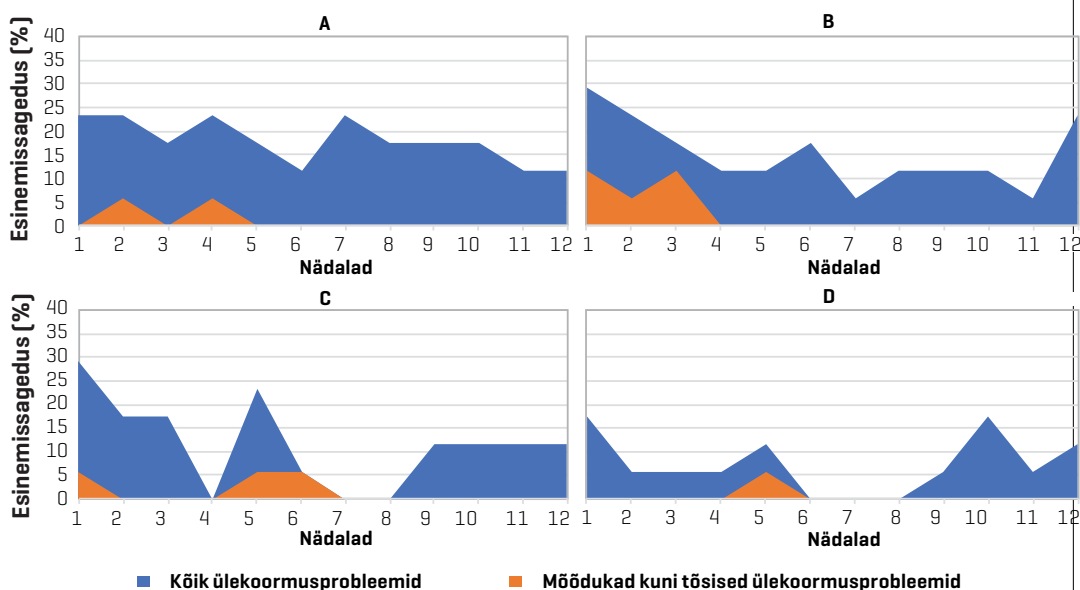 A
B
Esinemissagedus (%)
40
35
30
25
20
15
10
5
0
1 2 3 4 5 6 7 8 9 10 11 12
1 2 3 4 5 6 7 8 9 10 11 12
Nädalad
Nädalad
C
D
Esinemissagedus (%)
40
35
30
25
20
15
10
5
0
1 2 3 4 5 6 7 8 9 10 11 12
1 2 3 4 5 6 7 8 9 10 11 12
Nädalad
Nädalad
Kõik ülekoormusprobleemid
Mõõdukad kuni tõsised ülekoormusprobleemid